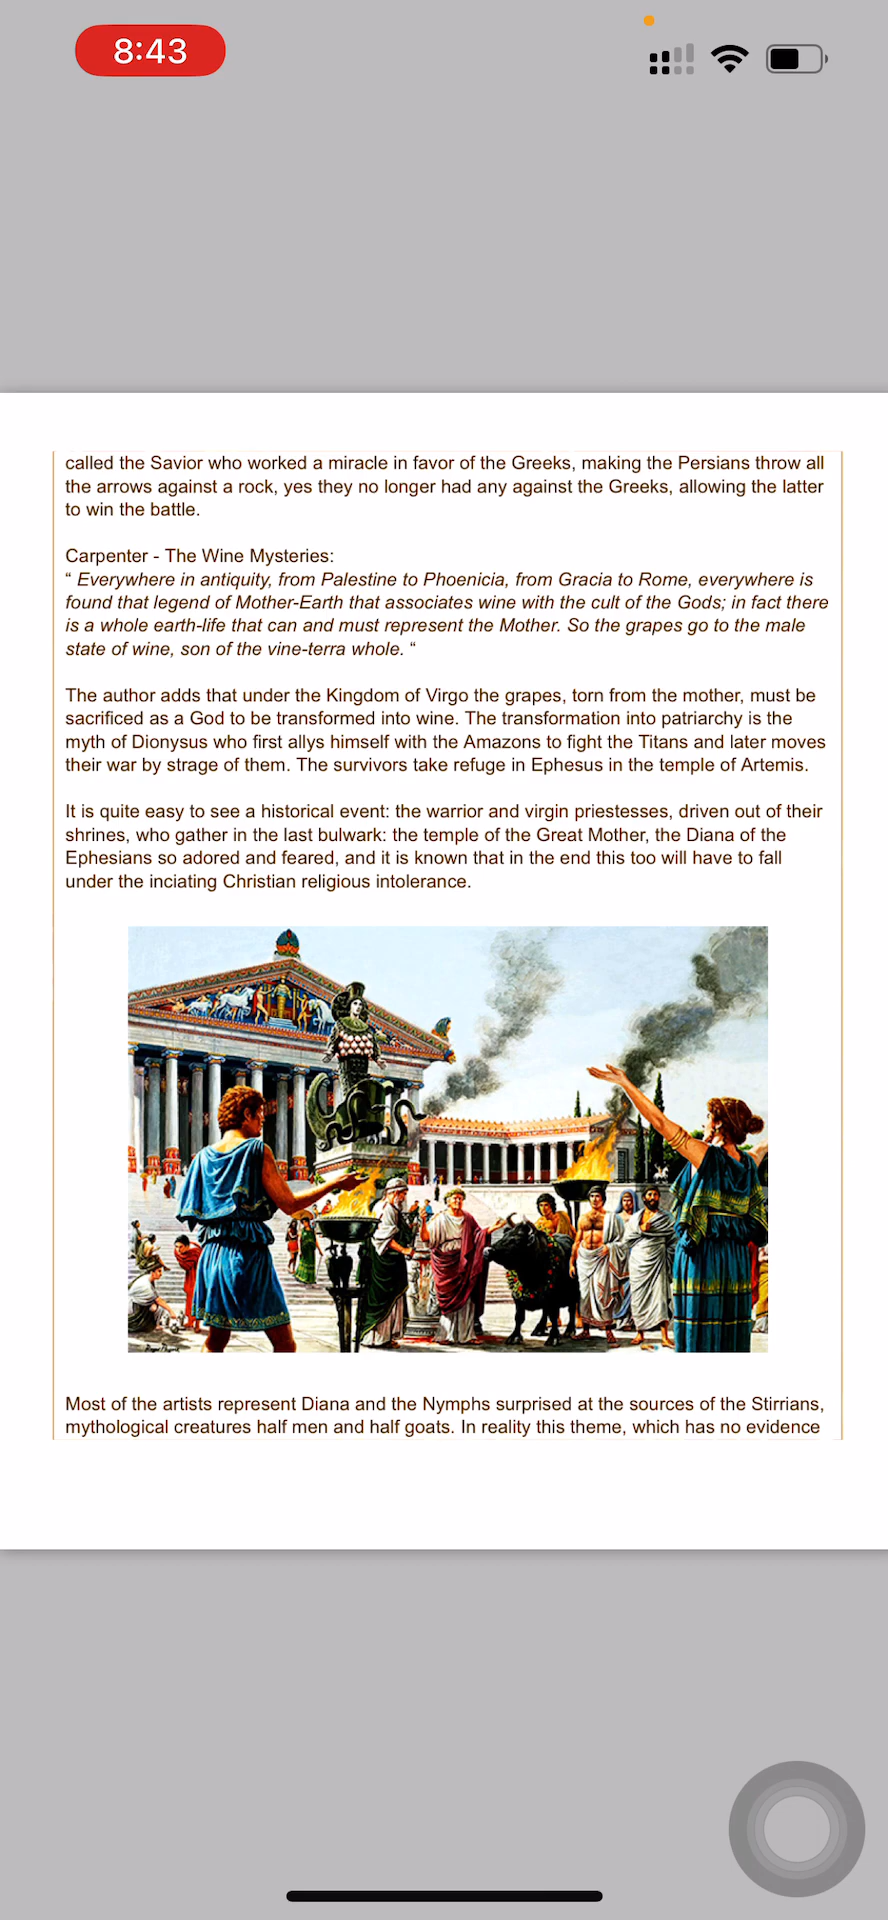 8:43
called the Savior who worked a miracle in favor of the Greeks, making the Persians throw all
the arrows against a rock, yes they no longer had any against the Greeks, allowing the latter
to win the battle.
Carpenter - The Wine Mysteries:
“ Everywhere in antiquity, from Palestine to Phoenicia, from Gracia to Rome, everywhere is
found that legend of Mother-Earth that associates wine with the cult of the Gods; in fact there
is a whole earth-life that can and must represent the Mother. So the grapes go to the male
state of wine, son of the vine-terra whole. “
The author adds that under the Kingdom of Virgo the grapes, torn from the mother, must be
sacrificed as a God to be transformed into wine. The transformation into patriarchy is the
myth of Dionysus who first allys himself with the Amazons to fight the Titans and later moves
their war by strage of them. The survivors take refuge in Ephesus in the temple of Artemis.
It is quite easy to see a historical event: the warrior and virgin priestesses, driven out of their
shrines, who gather in the last bulwark: the temple of the Great Mother, the Diana of the
Ephesians so adored and feared, and it is known that in the end this too will have to fall
under the inciating Christian religious intolerance.
Most of the artists represent Diana and the Nymphs surprised at the sources of the Stirrians,
mythological creatures half men and half goats. In reality this theme, which has no evidence